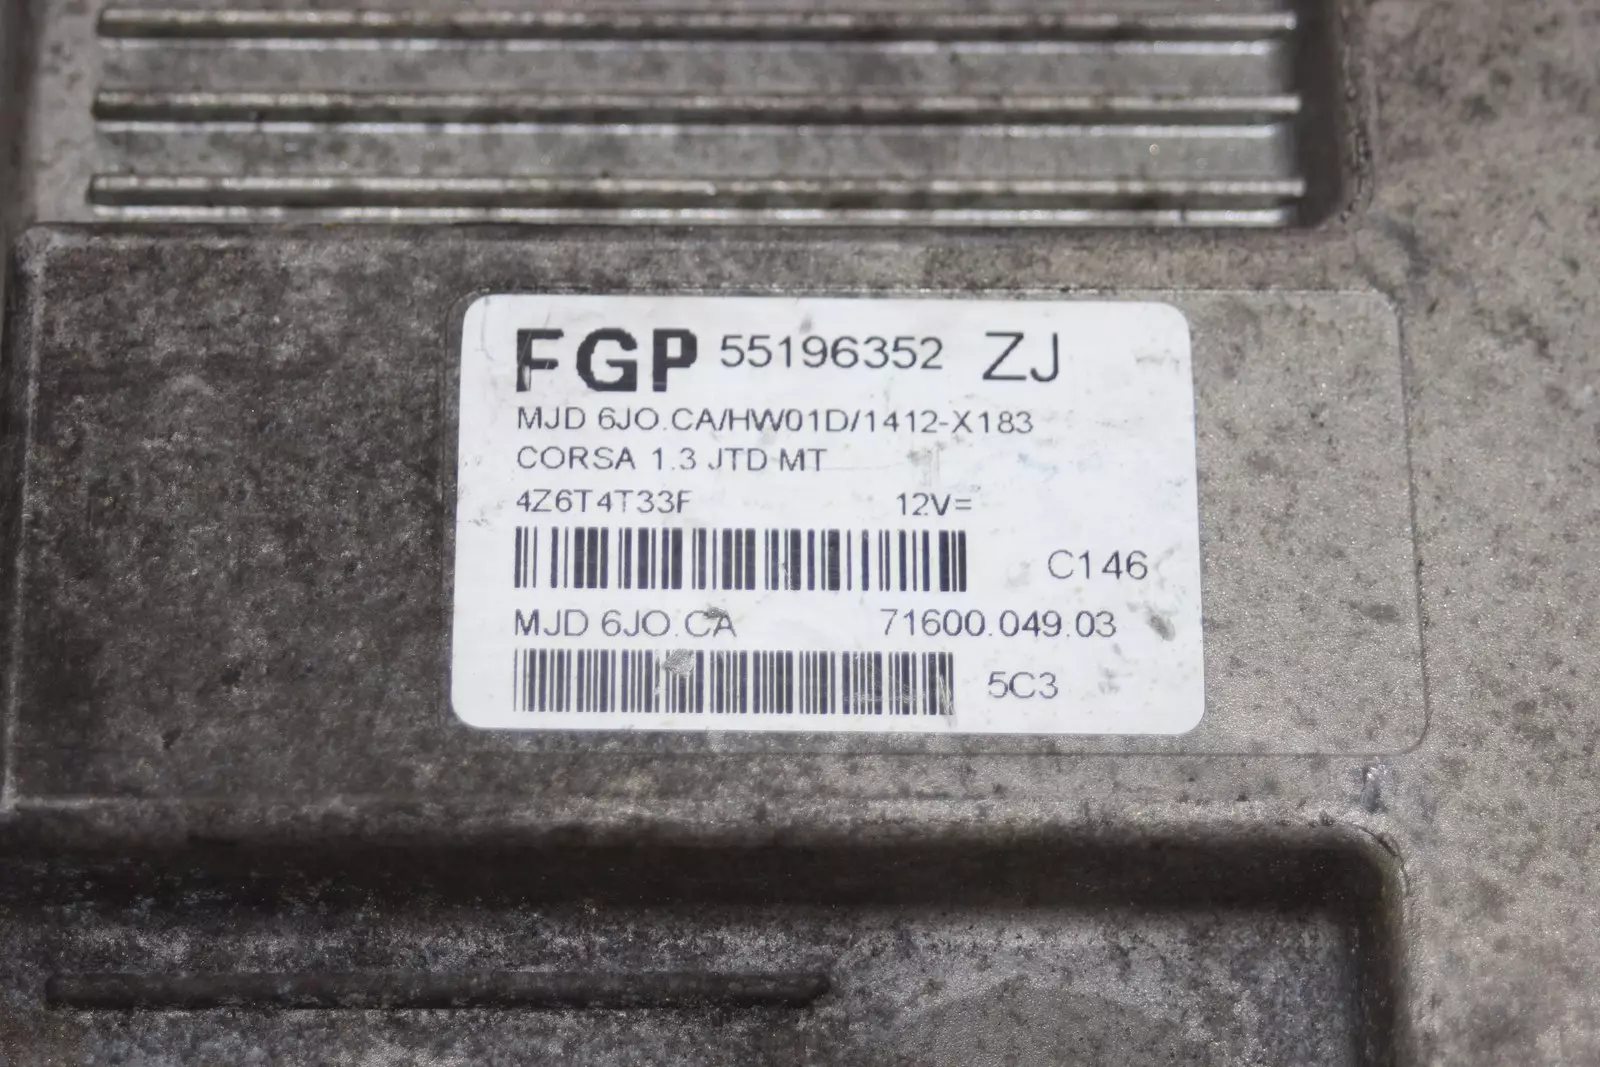 FGP 55196352 ZJ
MJD 6JO.CA/HW01D/1412-X183
CORSA 1.3 JTD MT
4Z6T4T33F 12V=
C146
MJD 6JO.CA 71600.049.03
5C3